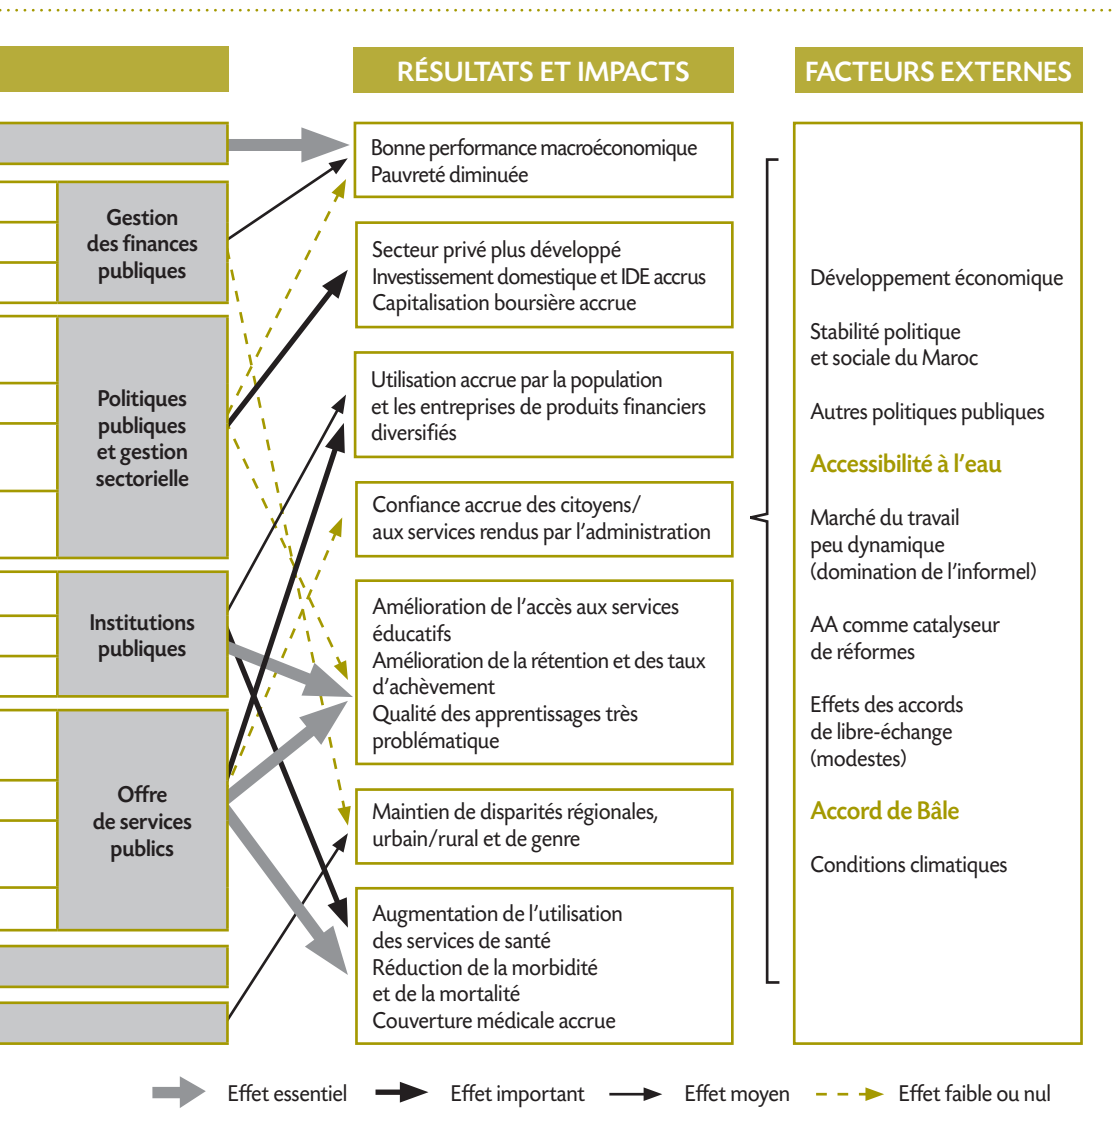 RÉSULTATS ET IMPACTS
FACTEURS EXTERNES
Gestion
des finances
publiques
Politiques
publiques
et gestion
sectorielle
Institutions
publiques
Offre
de services
publics
Bonne performance macroéconomique
Pauvreté diminuée
Secteur privé plus développé
Investissement domestique et IDE accrus
Capitalisation boursière accrue
Utilisation accrue par la population
et les entreprises de produits financiers
diversifiés
Confiance accrue des citoyens/
aux services rendus par l'administration
Amélioration de l'accès aux services
éducatifs
Amélioration de la rétention et des taux
d'achèvement
Qualité des apprentissages très
problématique
Maintien de disparités régionales,
urbain/rural et de genre
Augmentation de l'utilisation
des services de santé
Réduction de la morbidité
et de la mortalité
Couverture médicale accrue
Développement économique
Stabilité politique
et sociale du Maroc
Autres politiques publiques
Accessibilité à l'eau
Marché du travail
peu dynamique
(domination de l'informel)
AA comme catalyseur
de réformes
Effets des accords
de libre-échange
(modestes)
Accord de Bâle
Conditions climatiques
Effet essentiel
Effet important
Effet moyen
Effet faible ou nul